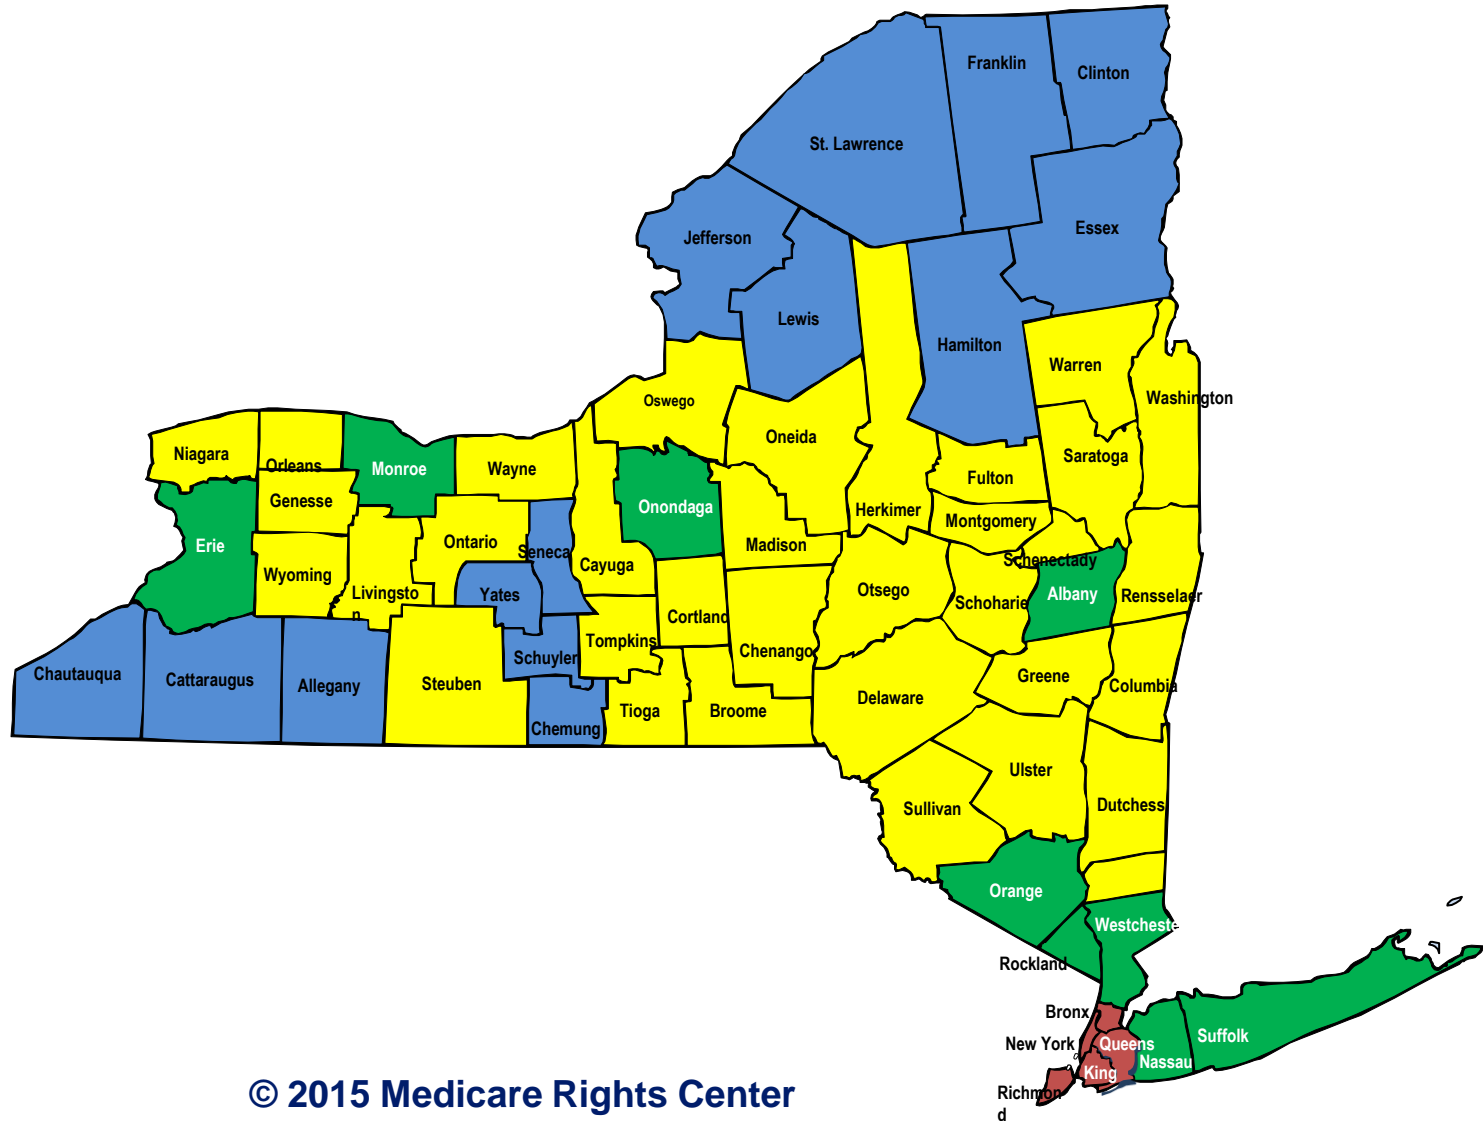 Franklin
Clinton
St. Lawrence
Essex
Jefferson
Lewis
Hamilton
Warren
Washington
Oswego
Oneida
Niagara
Orleans
Monroe
Wayne
Saratoga
Fulton
Genesse
Onondaga
Herkimer
Montgomery
Erie
Ontario
Seneca
Madison
Schenectady
Wyoming
Cayuga
Livingsto
n
Yates
Otsego
Schoharie
Albany
Rensselaer
Cortland
Tompkins
Chenango
Schuyler
Chautauqua
Cattaraugus
Allegany
Steuben
Greene
Columbia
Delaware
Tioga
Broome
Chemung
Ulster
Sullivan
Dutchess
Orange
Westcheste
Rockland
Bronx
New York
Queens
Suffolk
Nassau
King
Richmon
d
© 2015 Medicare Rights Center